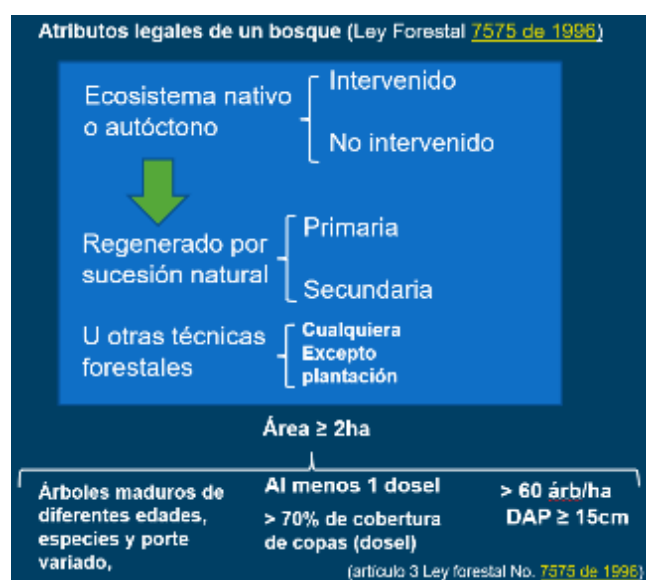 Atributos legales de un bosque (Ley Forestal 7575 de 1996)
Ecosistema nativo
o autóctono
Intervenido
No intervenido
Regenerado por
sucesión natural
Primaria
Secundaria
U otras técnicas
forestales
Cualquiera
Excepto
plantación
Área ≥ 2ha
Árboles maduros de
diferentes edades,
especies y porte
variado,
Al menos 1 dosel
> 70% de cobertura
de copas (dosel)
> 60 árb/ha
DAP ≥ 15cm
(artículo 3 Ley forestal No. 7575 de 1996)